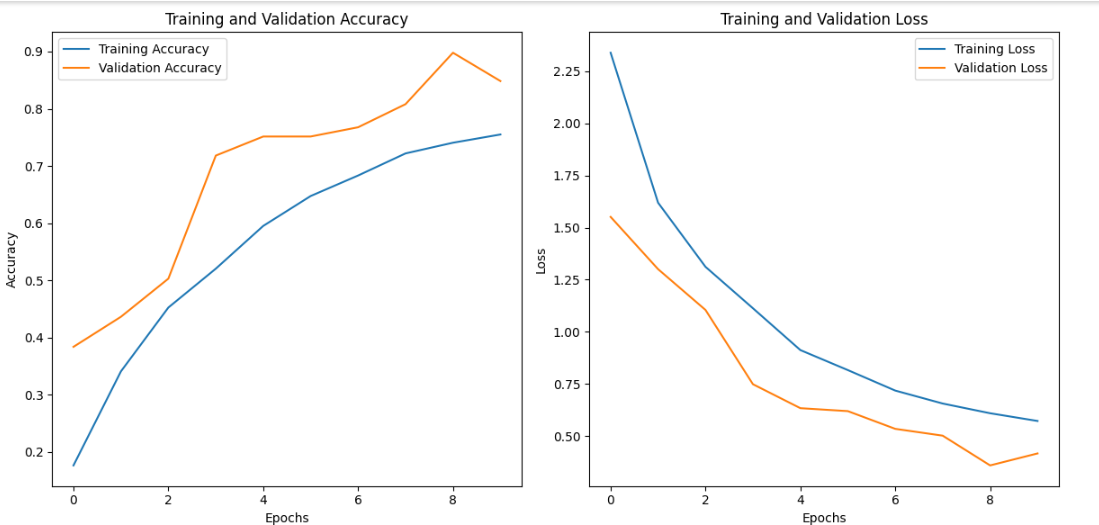 Training and Validation Accuracy
Training Accuracy
Validation Accuracy
0.9
0.8
0.7
0.6
0.5
0.4
0.3
0.2
Accuracy
0 2 4 6 8
Epochs
Training and Validation Loss
Training Loss
Validation Loss
2.25
2.00
1.75
1.50
1.25
1.00
0.75
0.50
Loss
0 2 4 6 8
Epochs